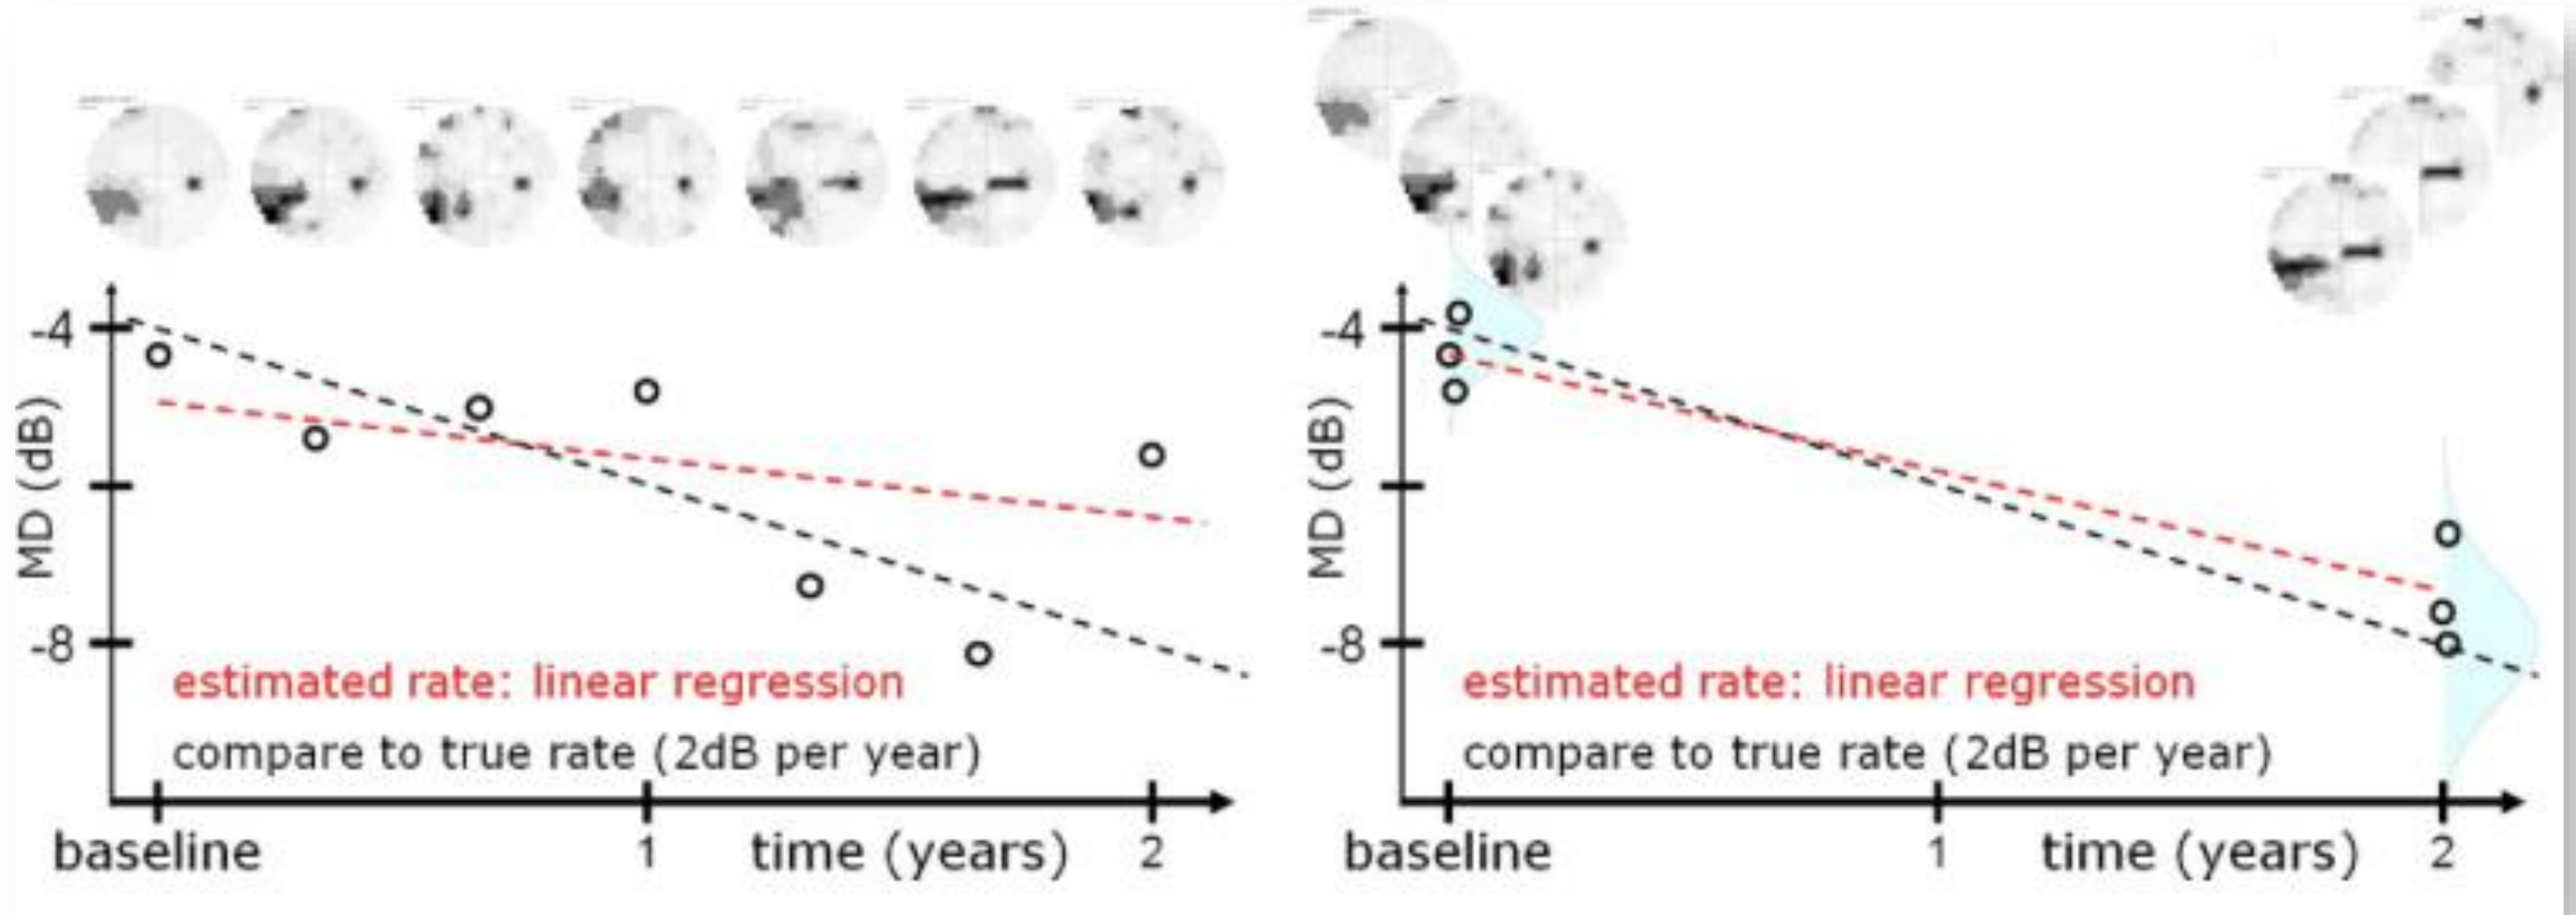 -4
-8
MD (dB)
estimated rate: linear regression
compare to true rate (2dB per year)
baseline 1 time (years) 2
-4
-8
MD (dB)
estimated rate: linear regression
compare to true rate (2dB per year)
baseline 1 time (years) 2